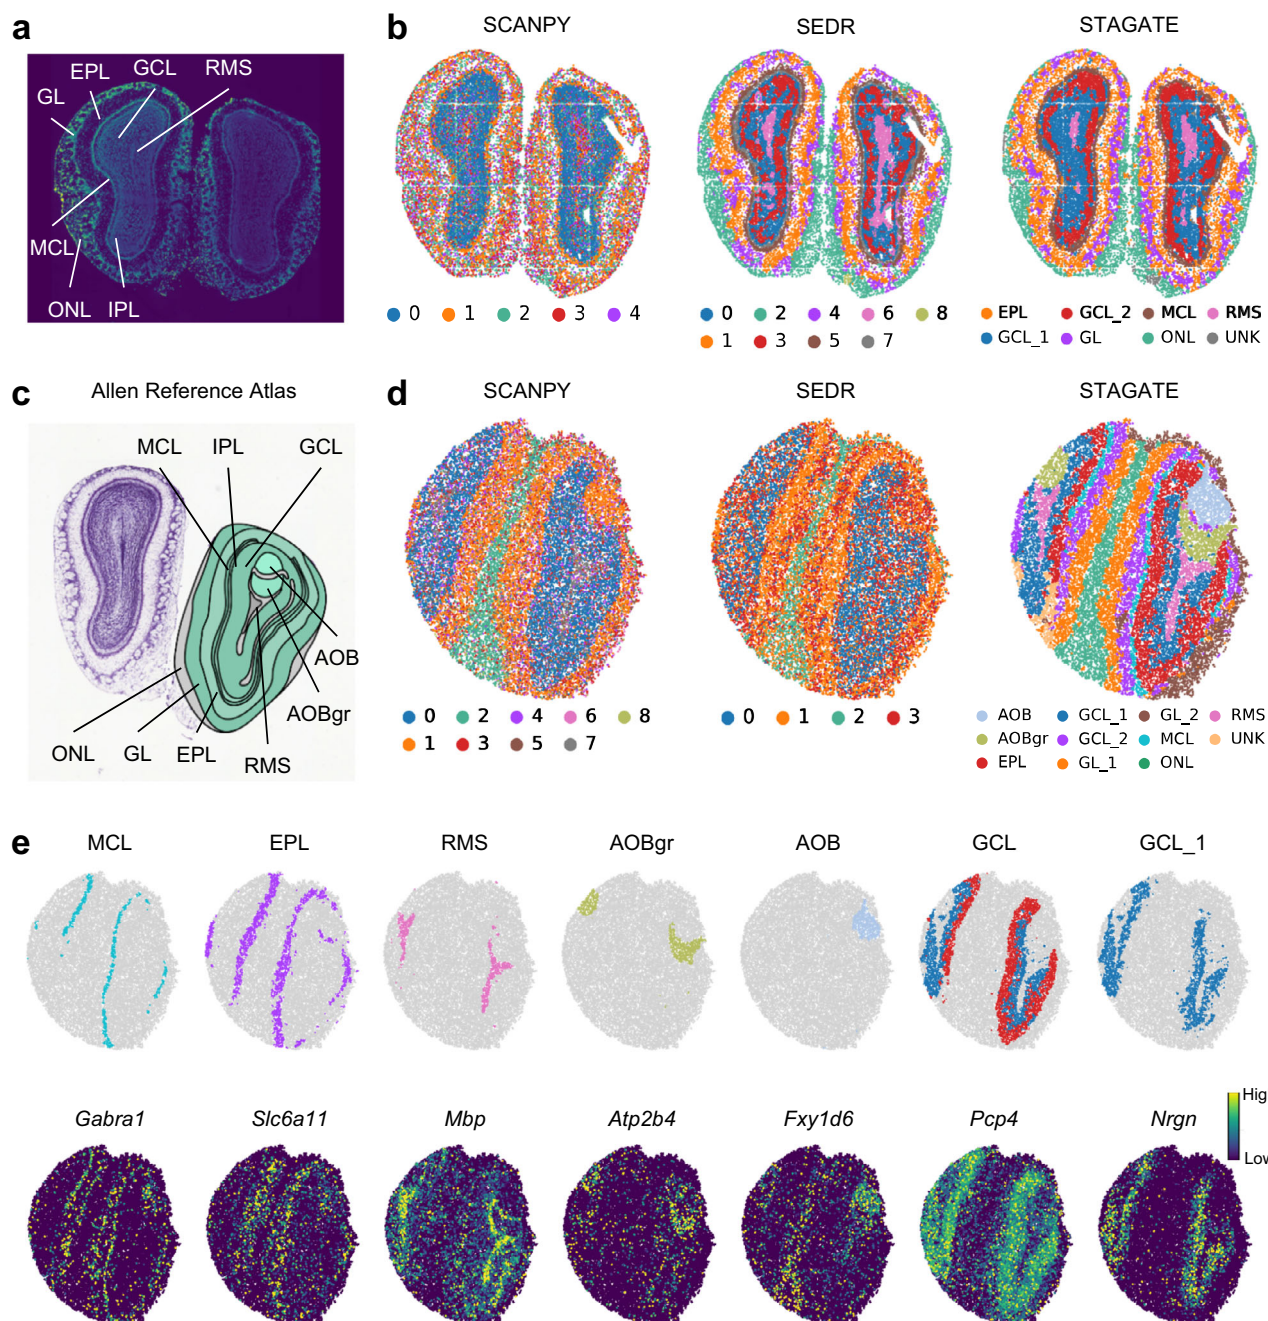 a
EPL GCL RMS
GL
MCL
ONL IPL
b
SCANPY SEDR STAGATE
0 1 2 3 4
0 2 4 6 8
1 3 5 7
EPL GCL_2 MCL RMS
GCL_1 GL ONL UNK
c Allen Reference Atlas
MCL IPL GCL
AOB
AOBgr
ONL GL EPL RMS
d
SCANPY SEDR STAGATE
0 2 4 6 8
1 3 5 7
0 1 2 3
AOB GCL_1 GL_2 RMS
AOBgr GCL_2 MCL UNK
EPL GL_1 ONL
e
MCL EPL RMS AOBgr AOB GCL GCL_1
Gabra1 Slc6a11 Mbp Atp2b4 Fxy1d6 Pcp4 Nrgn
Hig
Low